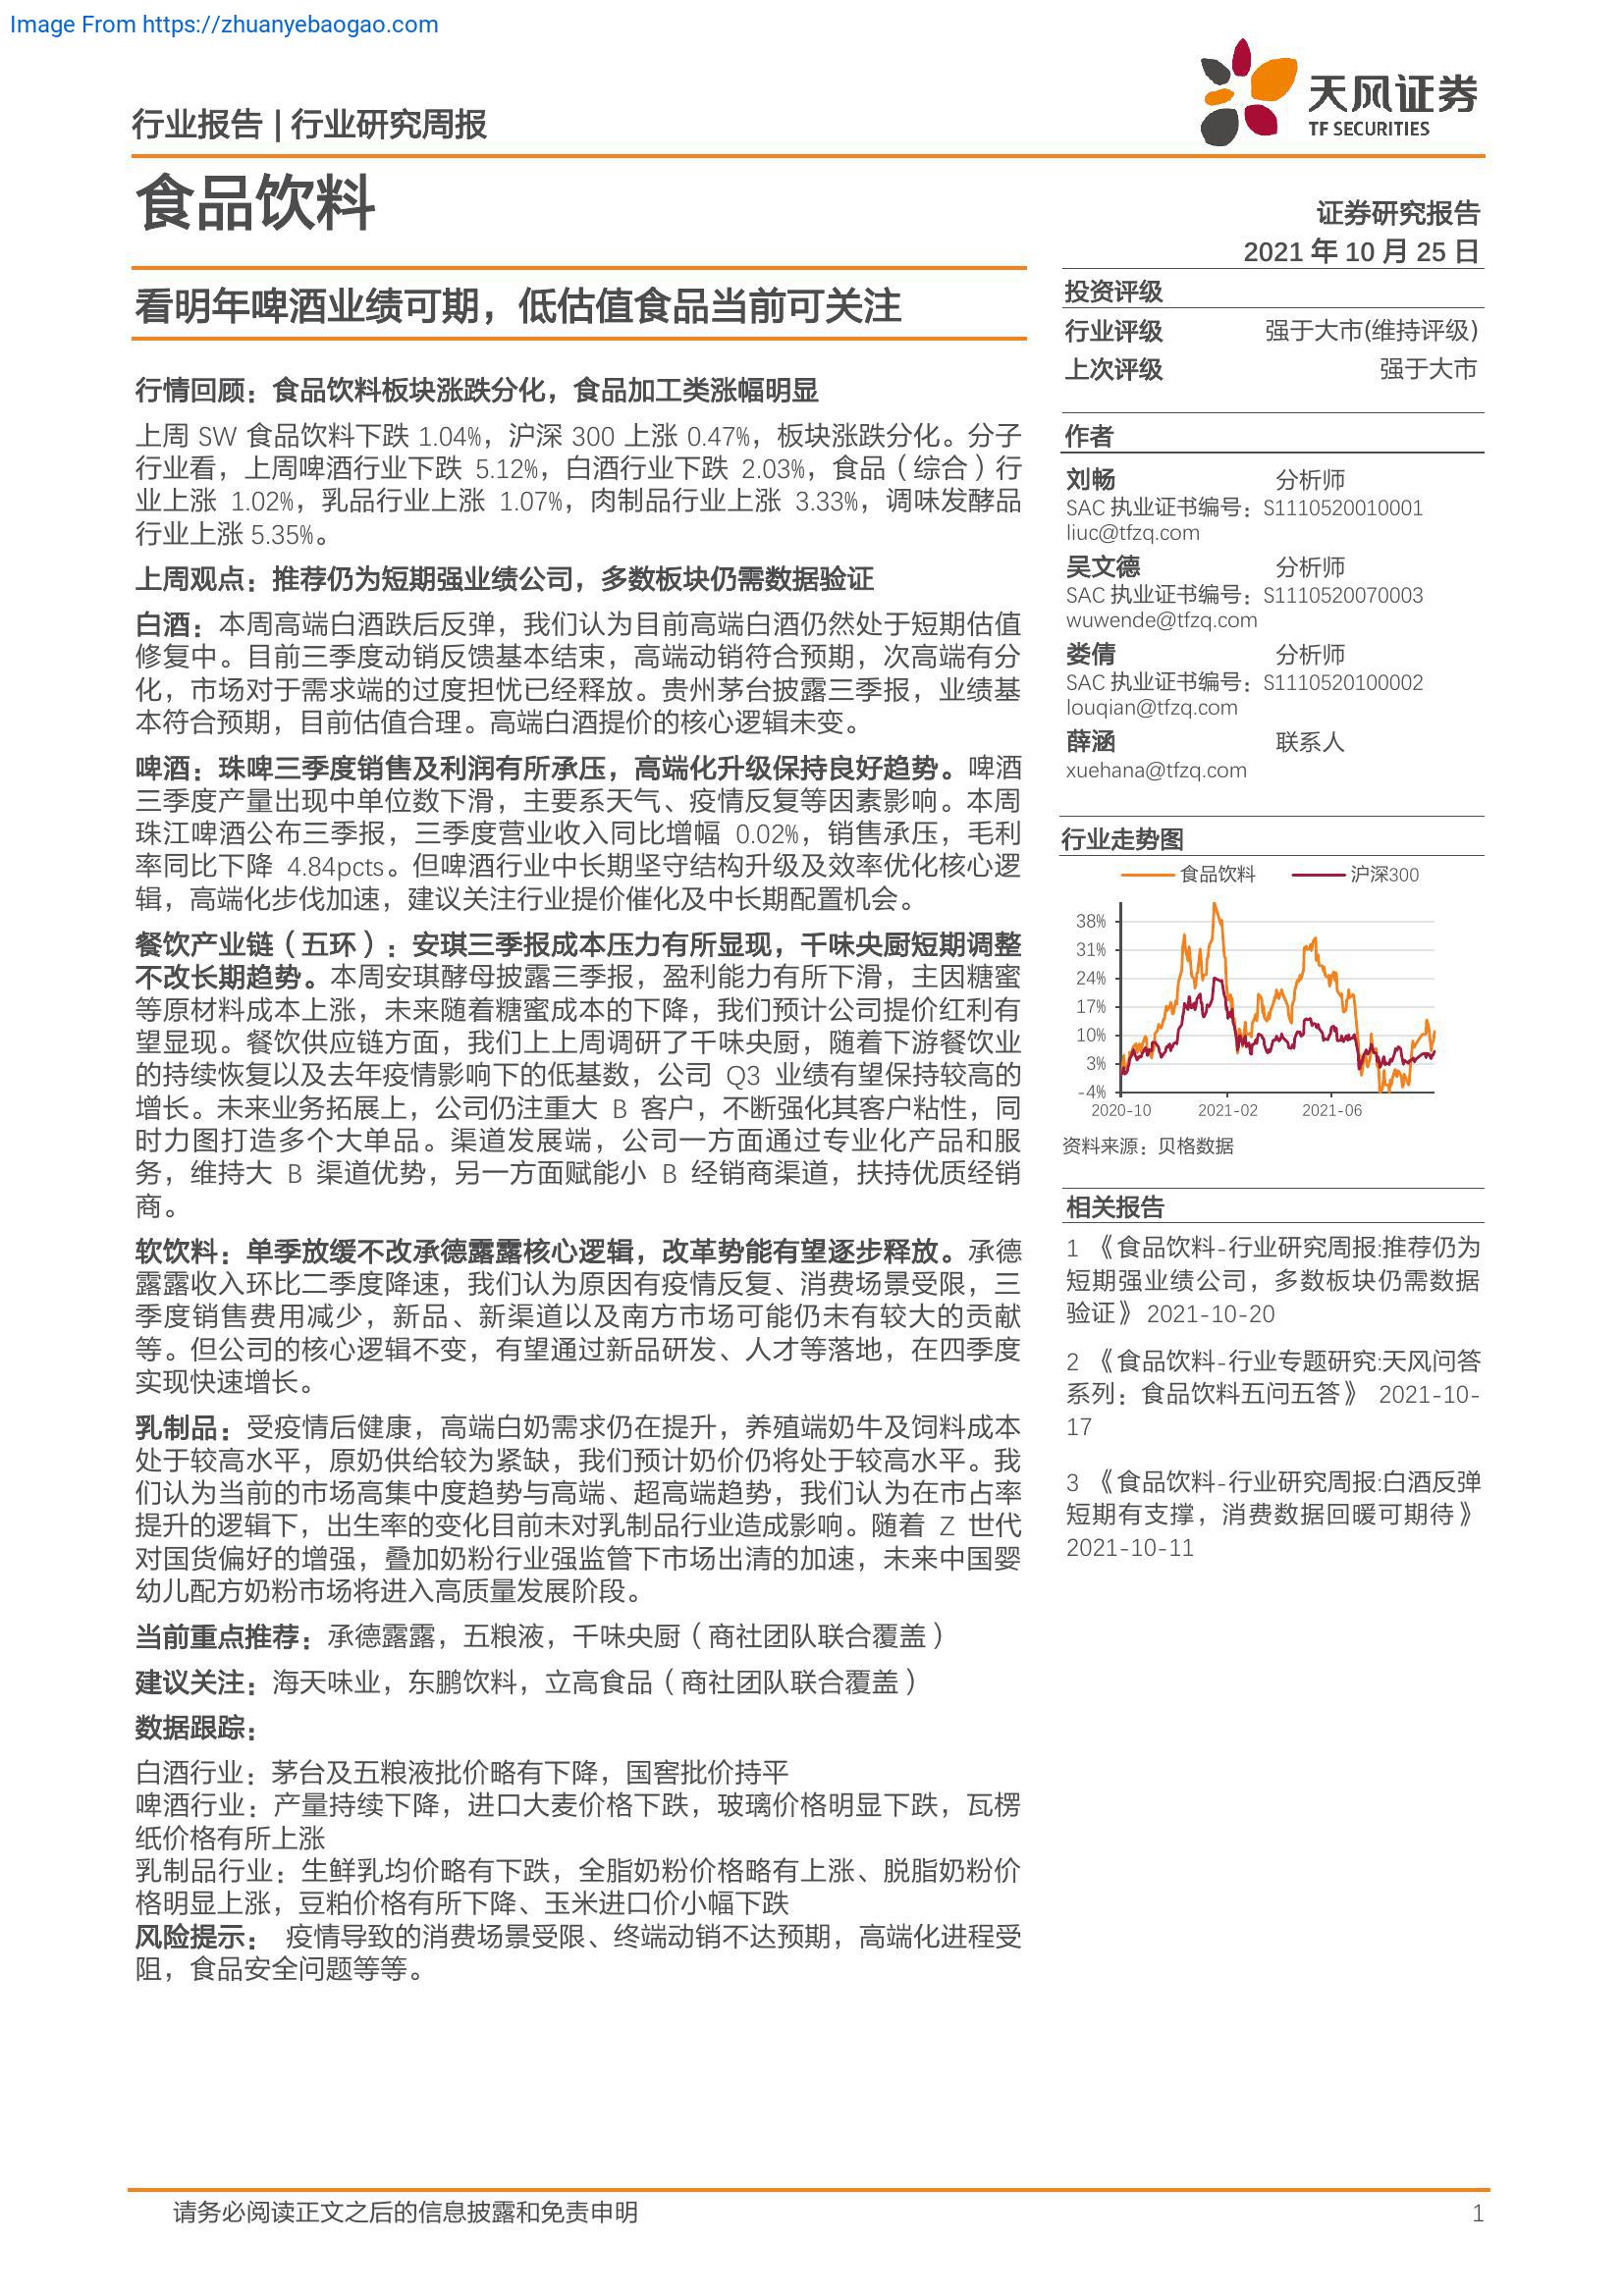 Image From https://zhuanyebaogao.com
行业报告 | 行业研究周报
天风证券
TF SECURITIES
食品饮料
证券研究报告
2021 年 10 月 25 日
看明年啤酒业绩可期，低估值食品当前可关注
行情回顾：食品饮料板块涨跌分化，食品加工类涨幅明显
上周 SW 食品饮料下跌 1.04%，沪深 300 上涨 0.47%，板块涨跌分化。分子
行业看，上周啤酒行业下跌 5.12%，白酒行业下跌 2.03%，食品（综合）行
业上涨 1.02%，乳品行业上涨 1.07%，肉制品行业上涨 3.33%，调味发酵品
行业上涨 5.35%。
上周观点：推荐仍为短期强业绩公司，多数板块仍需数据验证
白酒：本周高端白酒跌后反弹，我们认为目前高端白酒仍然处于短期估值
修复中。目前三季度动销反馈基本结束，高端动销符合预期，次高端有分
化，市场对于需求端的过度担忧已经释放。贵州茅台披露三季报，业绩基
本符合预期，目前估值合理。高端白酒提价的核心逻辑未变。
啤酒：珠啤三季度销售及利润有所承压，高端化升级保持良好趋势。啤酒
三季度产量出现中单位数下滑，主要系天气、疫情反复等因素影响。本周
珠江啤酒公布三季报，三季度营业收入同比增幅 0.02%，销售承压，毛利
率同比下降 4.84pcts。但啤酒行业中长期坚守结构升级及效率优化核心逻
辑，高端化步伐加速，建议关注行业提价催化及中长期配置机会。
餐饮产业链（五环）：安琪三季报成本压力有所显现，千味央厨短期调整
不改长期趋势。本周安琪酵母披露三季报，盈利能力有所下滑，主因糖蜜
等原材料成本上涨，未来随着糖蜜成本的下降，我们预计公司提价红利有
望显现。餐饮供应链方面，我们上上周调研了千味央厨，随着下游餐饮业
的持续恢复以及去年疫情影响下的低基数，公司 Q3 业绩有望保持较高的
增长。未来业务拓展上，公司仍注重大 B 客户，不断强化其客户粘性，同
时力图打造多个大单品。渠道发展端，公司一方面通过专业化产品和服
务，维持大 B 渠道优势，另一方面赋能小 B 经销商渠道，扶持优质经销
商。
软饮料：单季放缓不改承德露露核心逻辑，改革势能有望逐步释放。承德
露露收入环比二季度降速，我们认为原因有疫情反复、消费场景受限，三
季度销售费用减少，新品、新渠道以及南方市场可能仍未有较大的贡献
等。但公司的核心逻辑不变，有望通过新品研发、人才等落地，在四季度
实现快速增长。
乳制品：受疫情后健康，高端白奶需求仍在提升，养殖端奶牛及饲料成本
处于较高水平，原奶供给较为紧缺，我们预计奶价仍将处于较高水平。我
们认为当前的市场高集中度趋势与高端、超高端趋势，我们认为在市占率
提升的逻辑下，出生率的变化目前未对乳制品行业造成影响。随着 Z 世代
对国货偏好的增强，叠加奶粉行业强监管下市场出清的加速，未来中国婴
幼儿配方奶粉市场将进入高质量发展阶段。
当前重点推荐：承德露露，五粮液，千味央厨（商社团队联合覆盖）
建议关注：海天味业，东鹏饮料，立高食品（商社团队联合覆盖）
数据跟踪：
白酒行业：茅台及五粮液批价略有下降，国窖批价持平
啤酒行业：产量持续下降，进口大麦价格下跌，玻璃价格明显下跌，瓦楞
纸价格有所上涨
乳制品行业：生鲜乳均价略有下跌，全脂奶粉价格略有上涨、脱脂奶粉价
格明显上涨，豆粕价格有所下降、玉米进口价小幅下跌
风险提示： 疫情导致的消费场景受限、终端动销不达预期，高端化进程受
阻，食品安全问题等等。
投资评级
行业评级 强于大市(维持评级)
上次评级 强于大市
作者
刘畅 分析师
SAC 执业证书编号：S1110520010001
liuc@tfzq.com
吴文德 分析师
SAC 执业证书编号：S1110520070003
wuwende@tfzq.com
娄倩 分析师
SAC 执业证书编号：S1110520100002
louqian@tfzq.com
薛涵 联系人
xuehana@tfzq.com
行业走势图
食品饮料 沪深300
38%
31%
24%
17%
10%
3%
-4%
2020-10 2021-02 2021-06
资料来源：贝格数据
相关报告
1 《食品饮料-行业研究周报:推荐仍为
短期强业绩公司，多数板块仍需数据
验证》 2021-10-20
2 《食品饮料-行业专题研究:天风问答
系列：食品饮料五问五答》 2021-10-
17
3 《食品饮料-行业研究周报:白酒反弹
短期有支撑，消费数据回暖可期待》
2021-10-11
请务必阅读正文之后的信息披露和免责申明 1